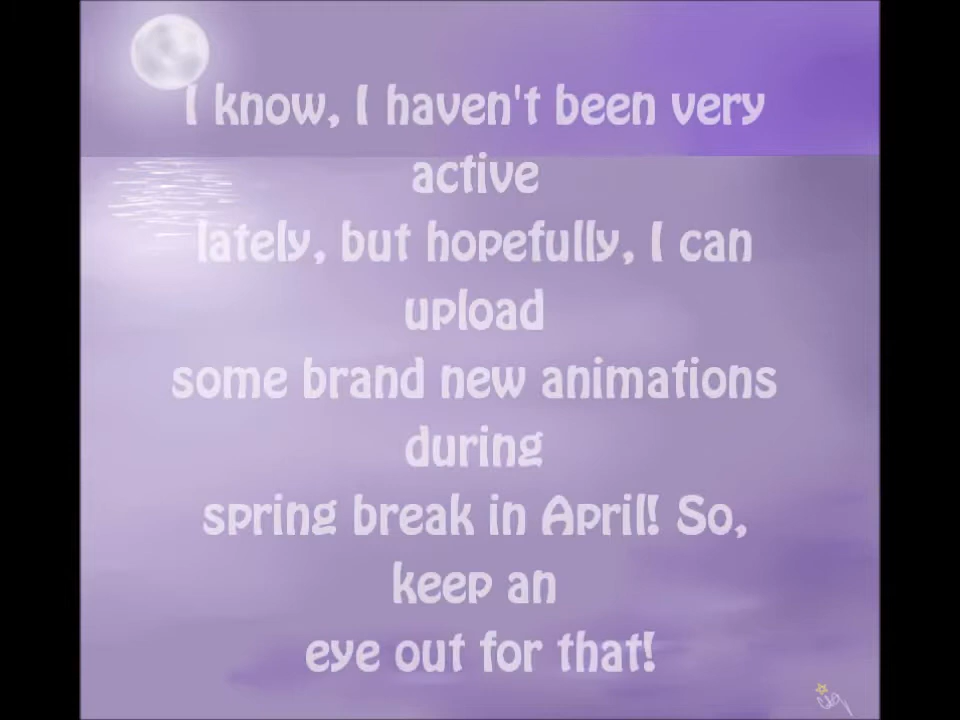 I know, I haven't been very
active
lately, but hopefully, I can
upload
some brand new animations
during
spring break in April! So,
keep an
eye out for that!